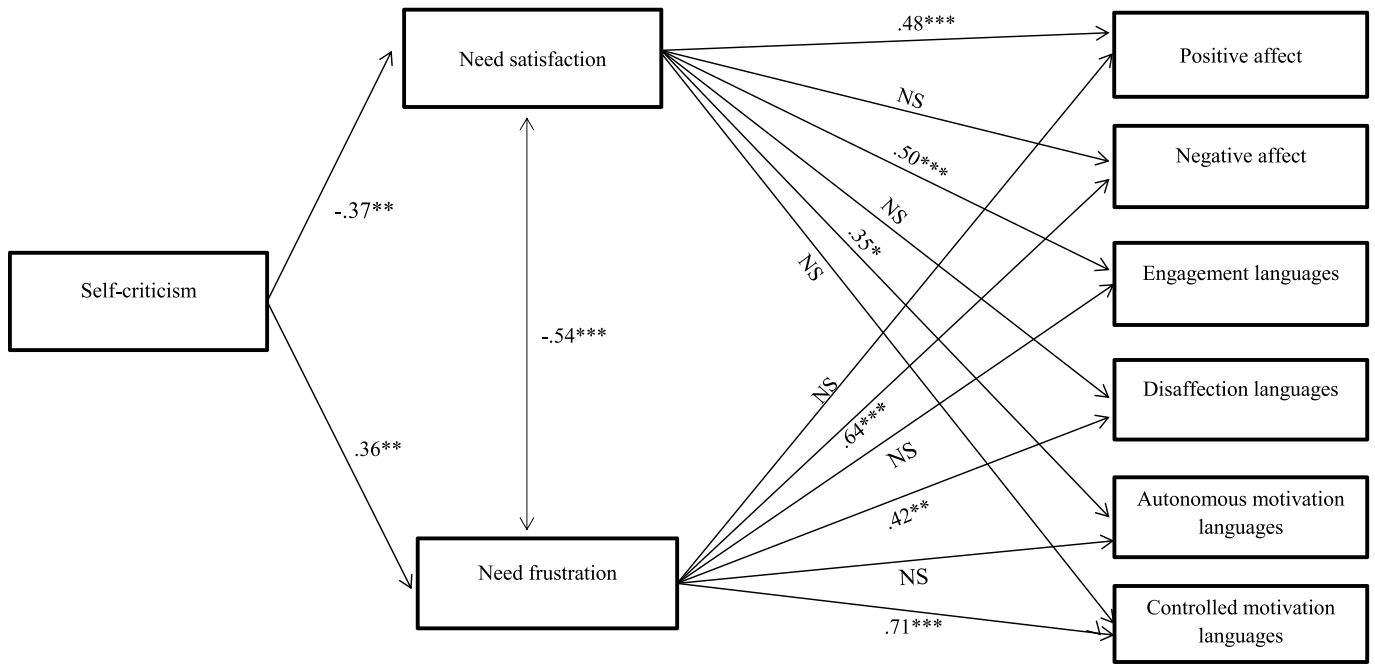 Need satisfaction
.48***
Positive affect
NS
Negative affect
.50***
-.37**
NS
.35*
Engagement languages
NS
Self-criticism
-.54***
Disaffection languages
NS
.64***
.36**
NS
.42**
Autonomous motivation
languages
Need frustration
NS
.71***
Controlled motivation
languages